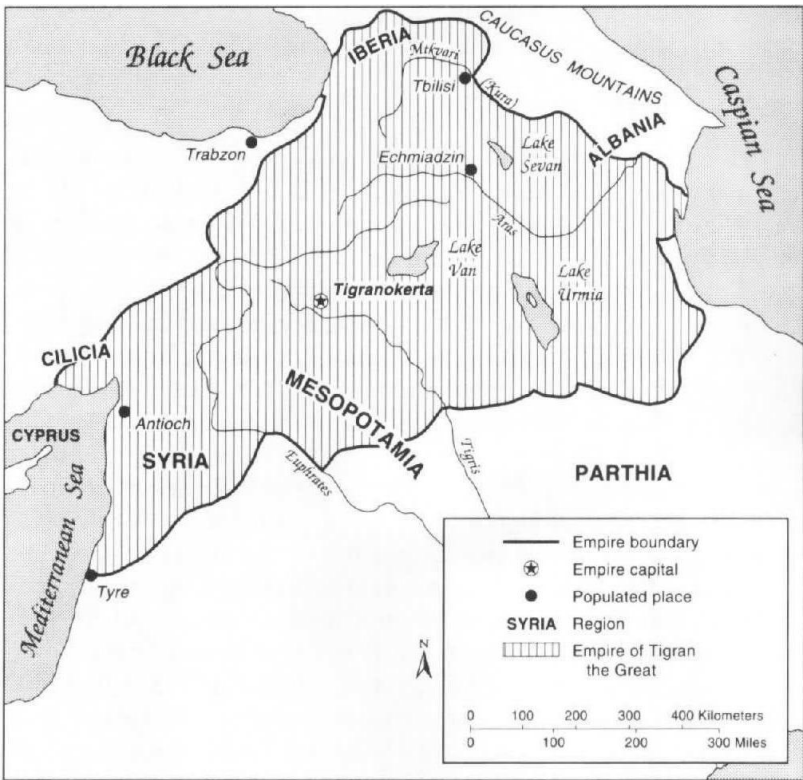 Black Sea
IBERIA
Mtkvari
CAUCASUS MOUNTAINS
Tbilisi
(Kura)
Caspian Sea
Trabzon
Echmiadzin
Lake
Sevan
ALBANIA
Aras
Lake
Van
Lake
Urmia
Tigranokerta
CILICIA
MESOPOTAMIA
Antioch
CYPRUS
SYRIA
Euphrates
Tigris
PARTHIA
Mediterranean Sea
Tyre
N
Empire boundary
Empire capital
Populated place
SYRIA Region
Empire of Tigran
the Great
0 100 200 300 400 Kilometers
0 100 200 300 Miles